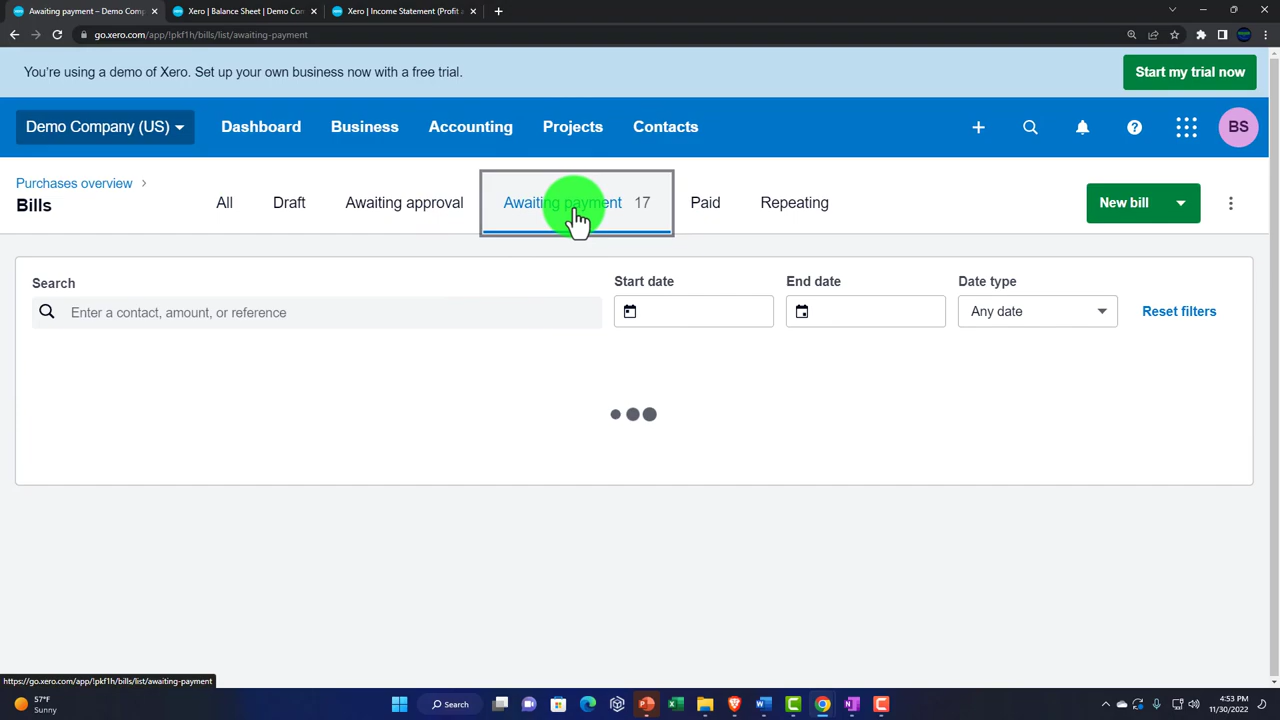 Awaiting payment – Demo Comp
Xero | Balance Sheet | Demo Com
Xero | Income Statement (Profit a
go.xero.com/app/!pkf1h/bills/list/awaiting-payment
You're using a demo of Xero. Set up your own business now with a free trial.
Start my trial now
Demo Company (US)
Dashboard
Business
Accounting
Projects
Contacts
BS
Purchases overview
Bills
All
Draft
Awaiting approval
Awaiting payment 17
Paid
Repeating
New bill
Search
Start date
End date
Date type
Enter a contact, amount, or reference
Any date
Reset filters
https://go.xero.com/app/!pkf1h/bills/list/awaiting-payment
57°F
Sunny
Search
4:53 PM
11/30/2022